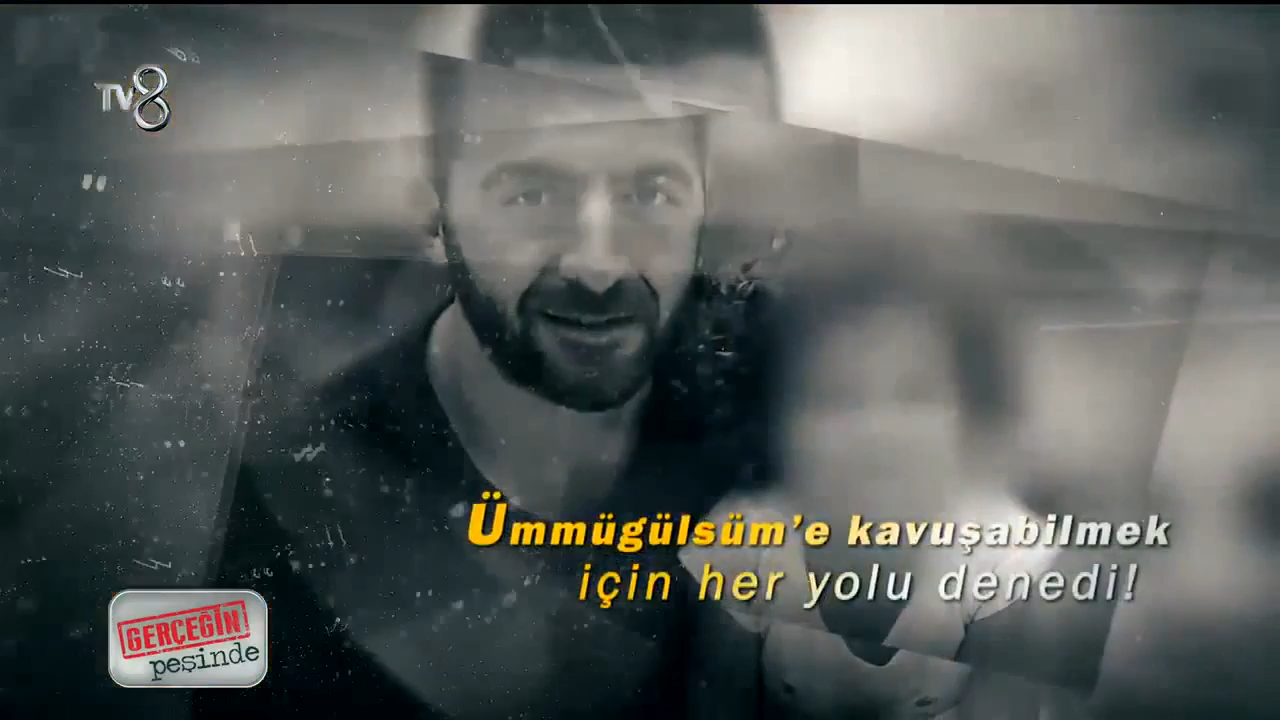 TV8
Ümmügülsüm'e kavuşabilmek
için her yolu denedi!
GERÇEĞİN
peşinde